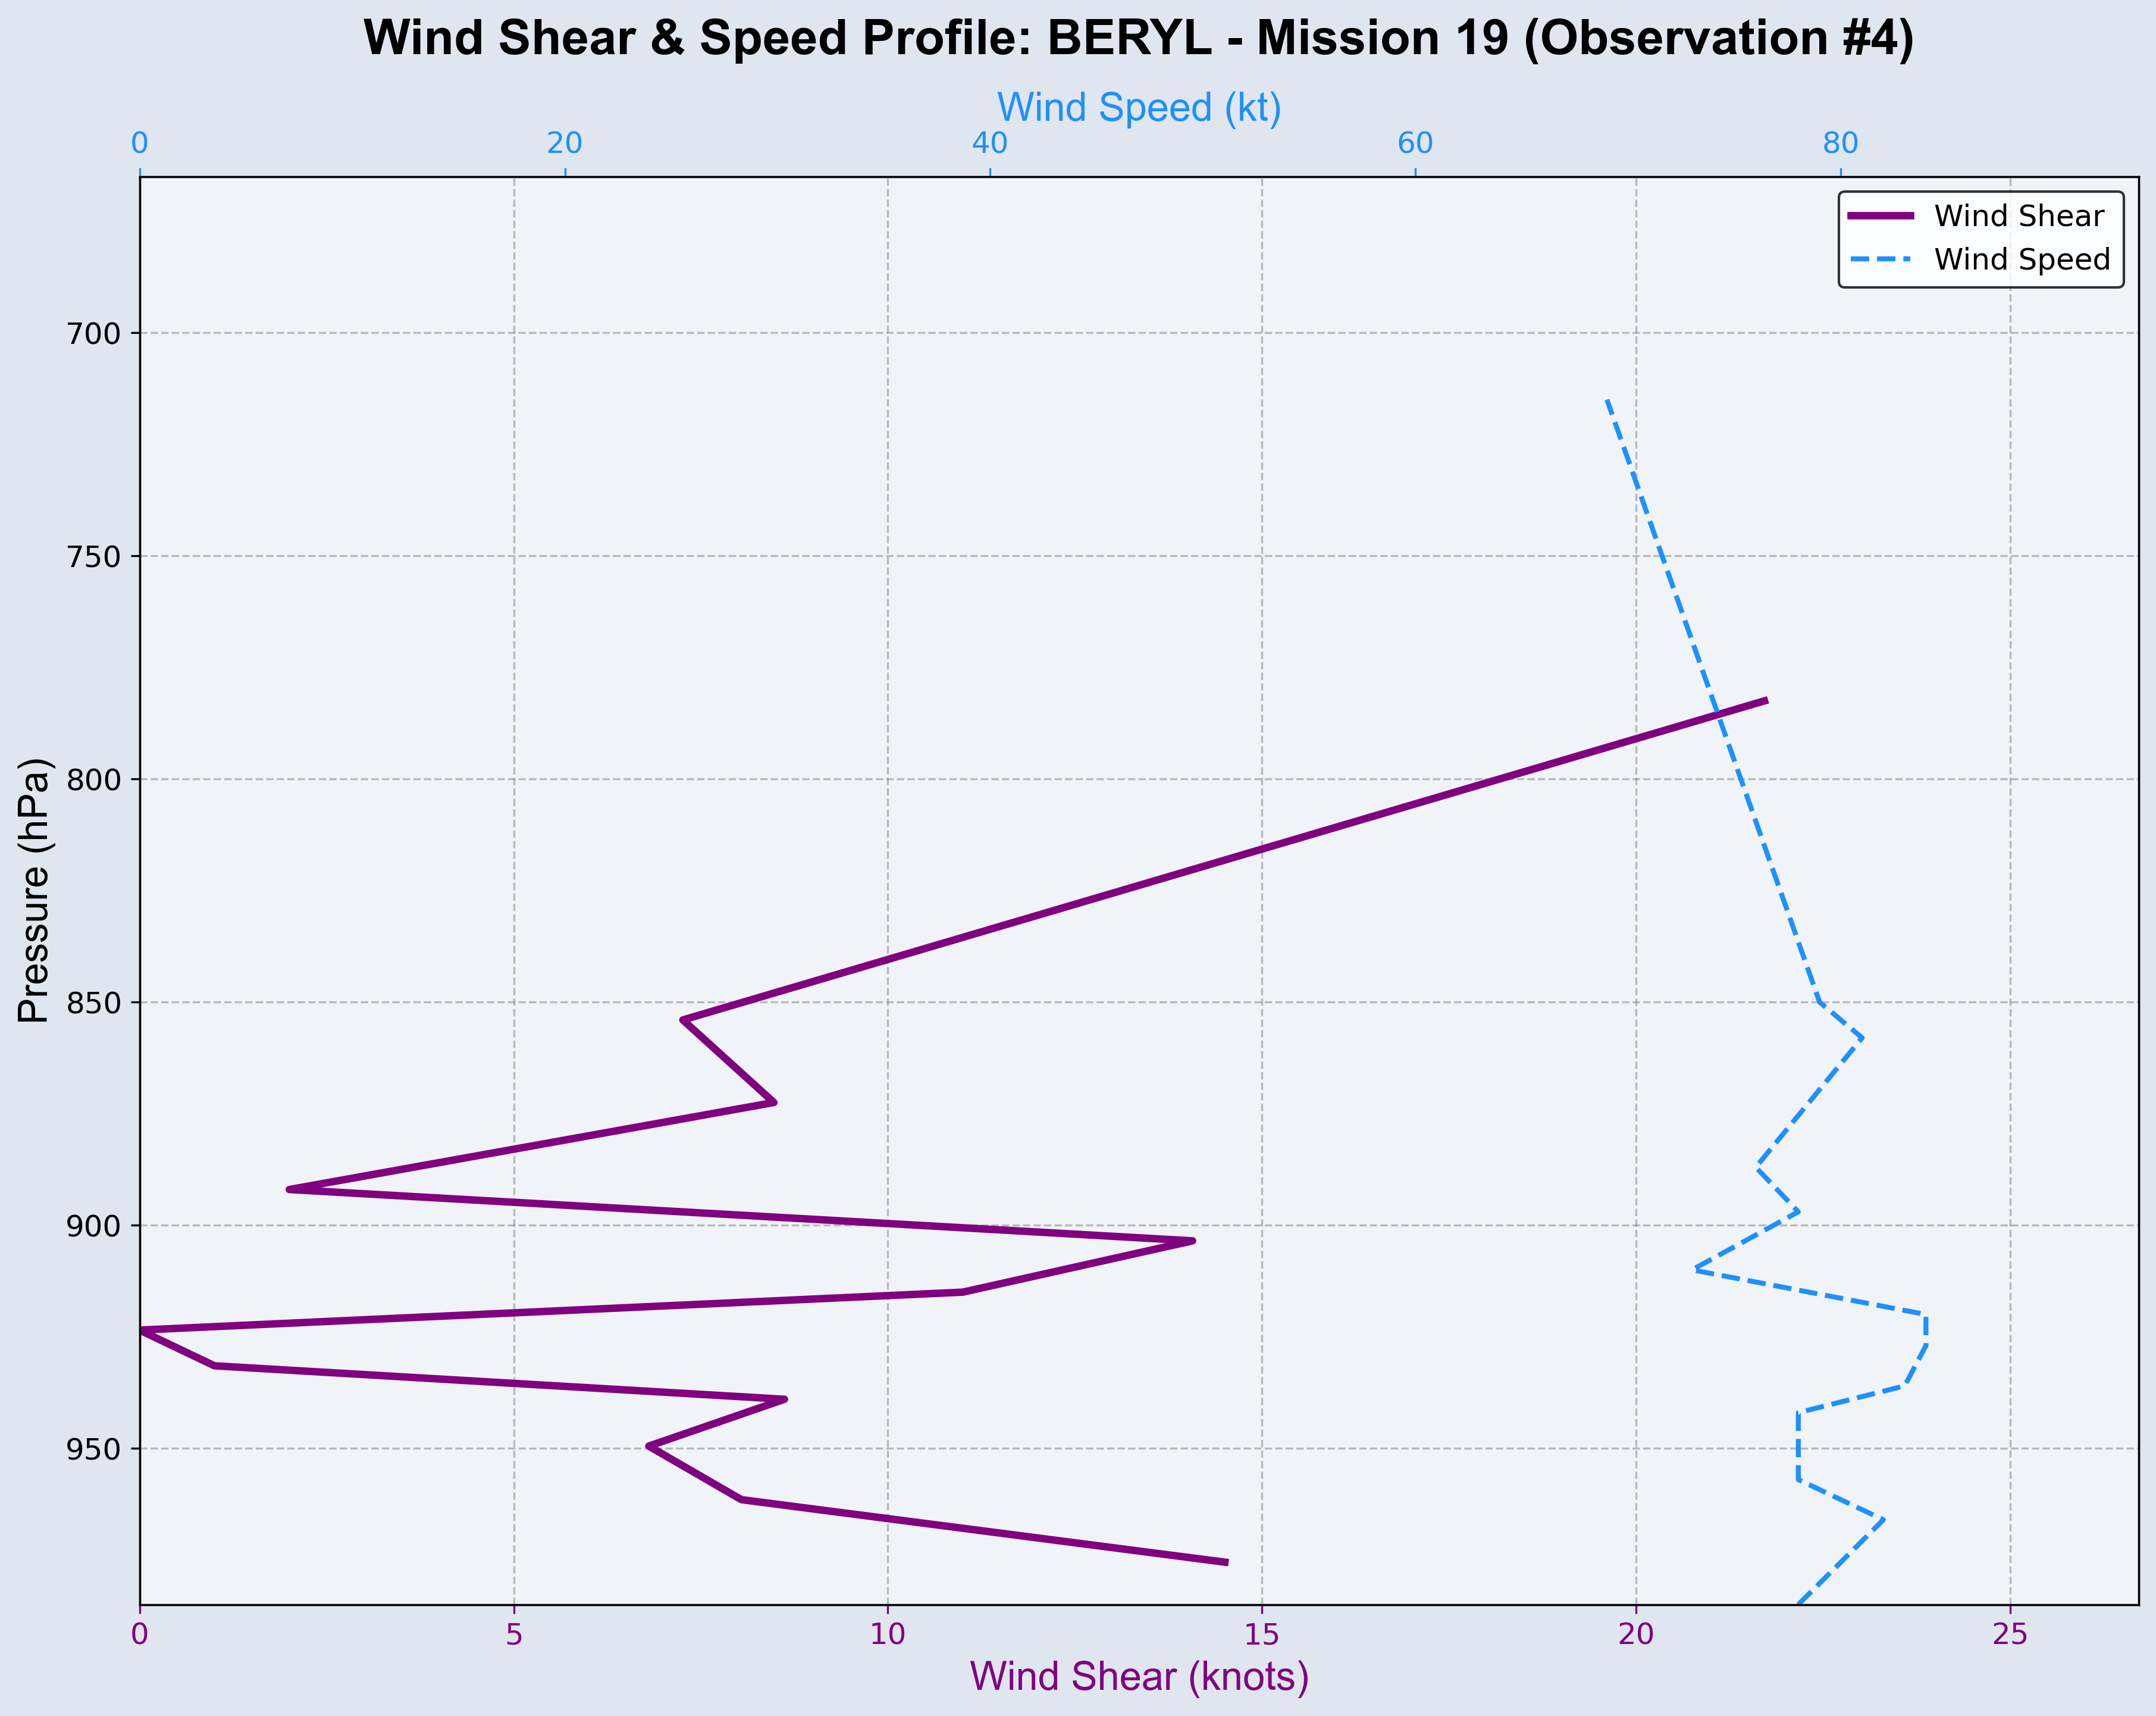 Wind Shear & Speed Profile: BERYL - Mission 19 (Observation #4)
Wind Speed (kt)
0 20 40 60 80
Wind Shear
Wind Speed
700
750
800
850
900
950
Pressure (hPa)
0 5 10 15 20 25
Wind Shear (knots)